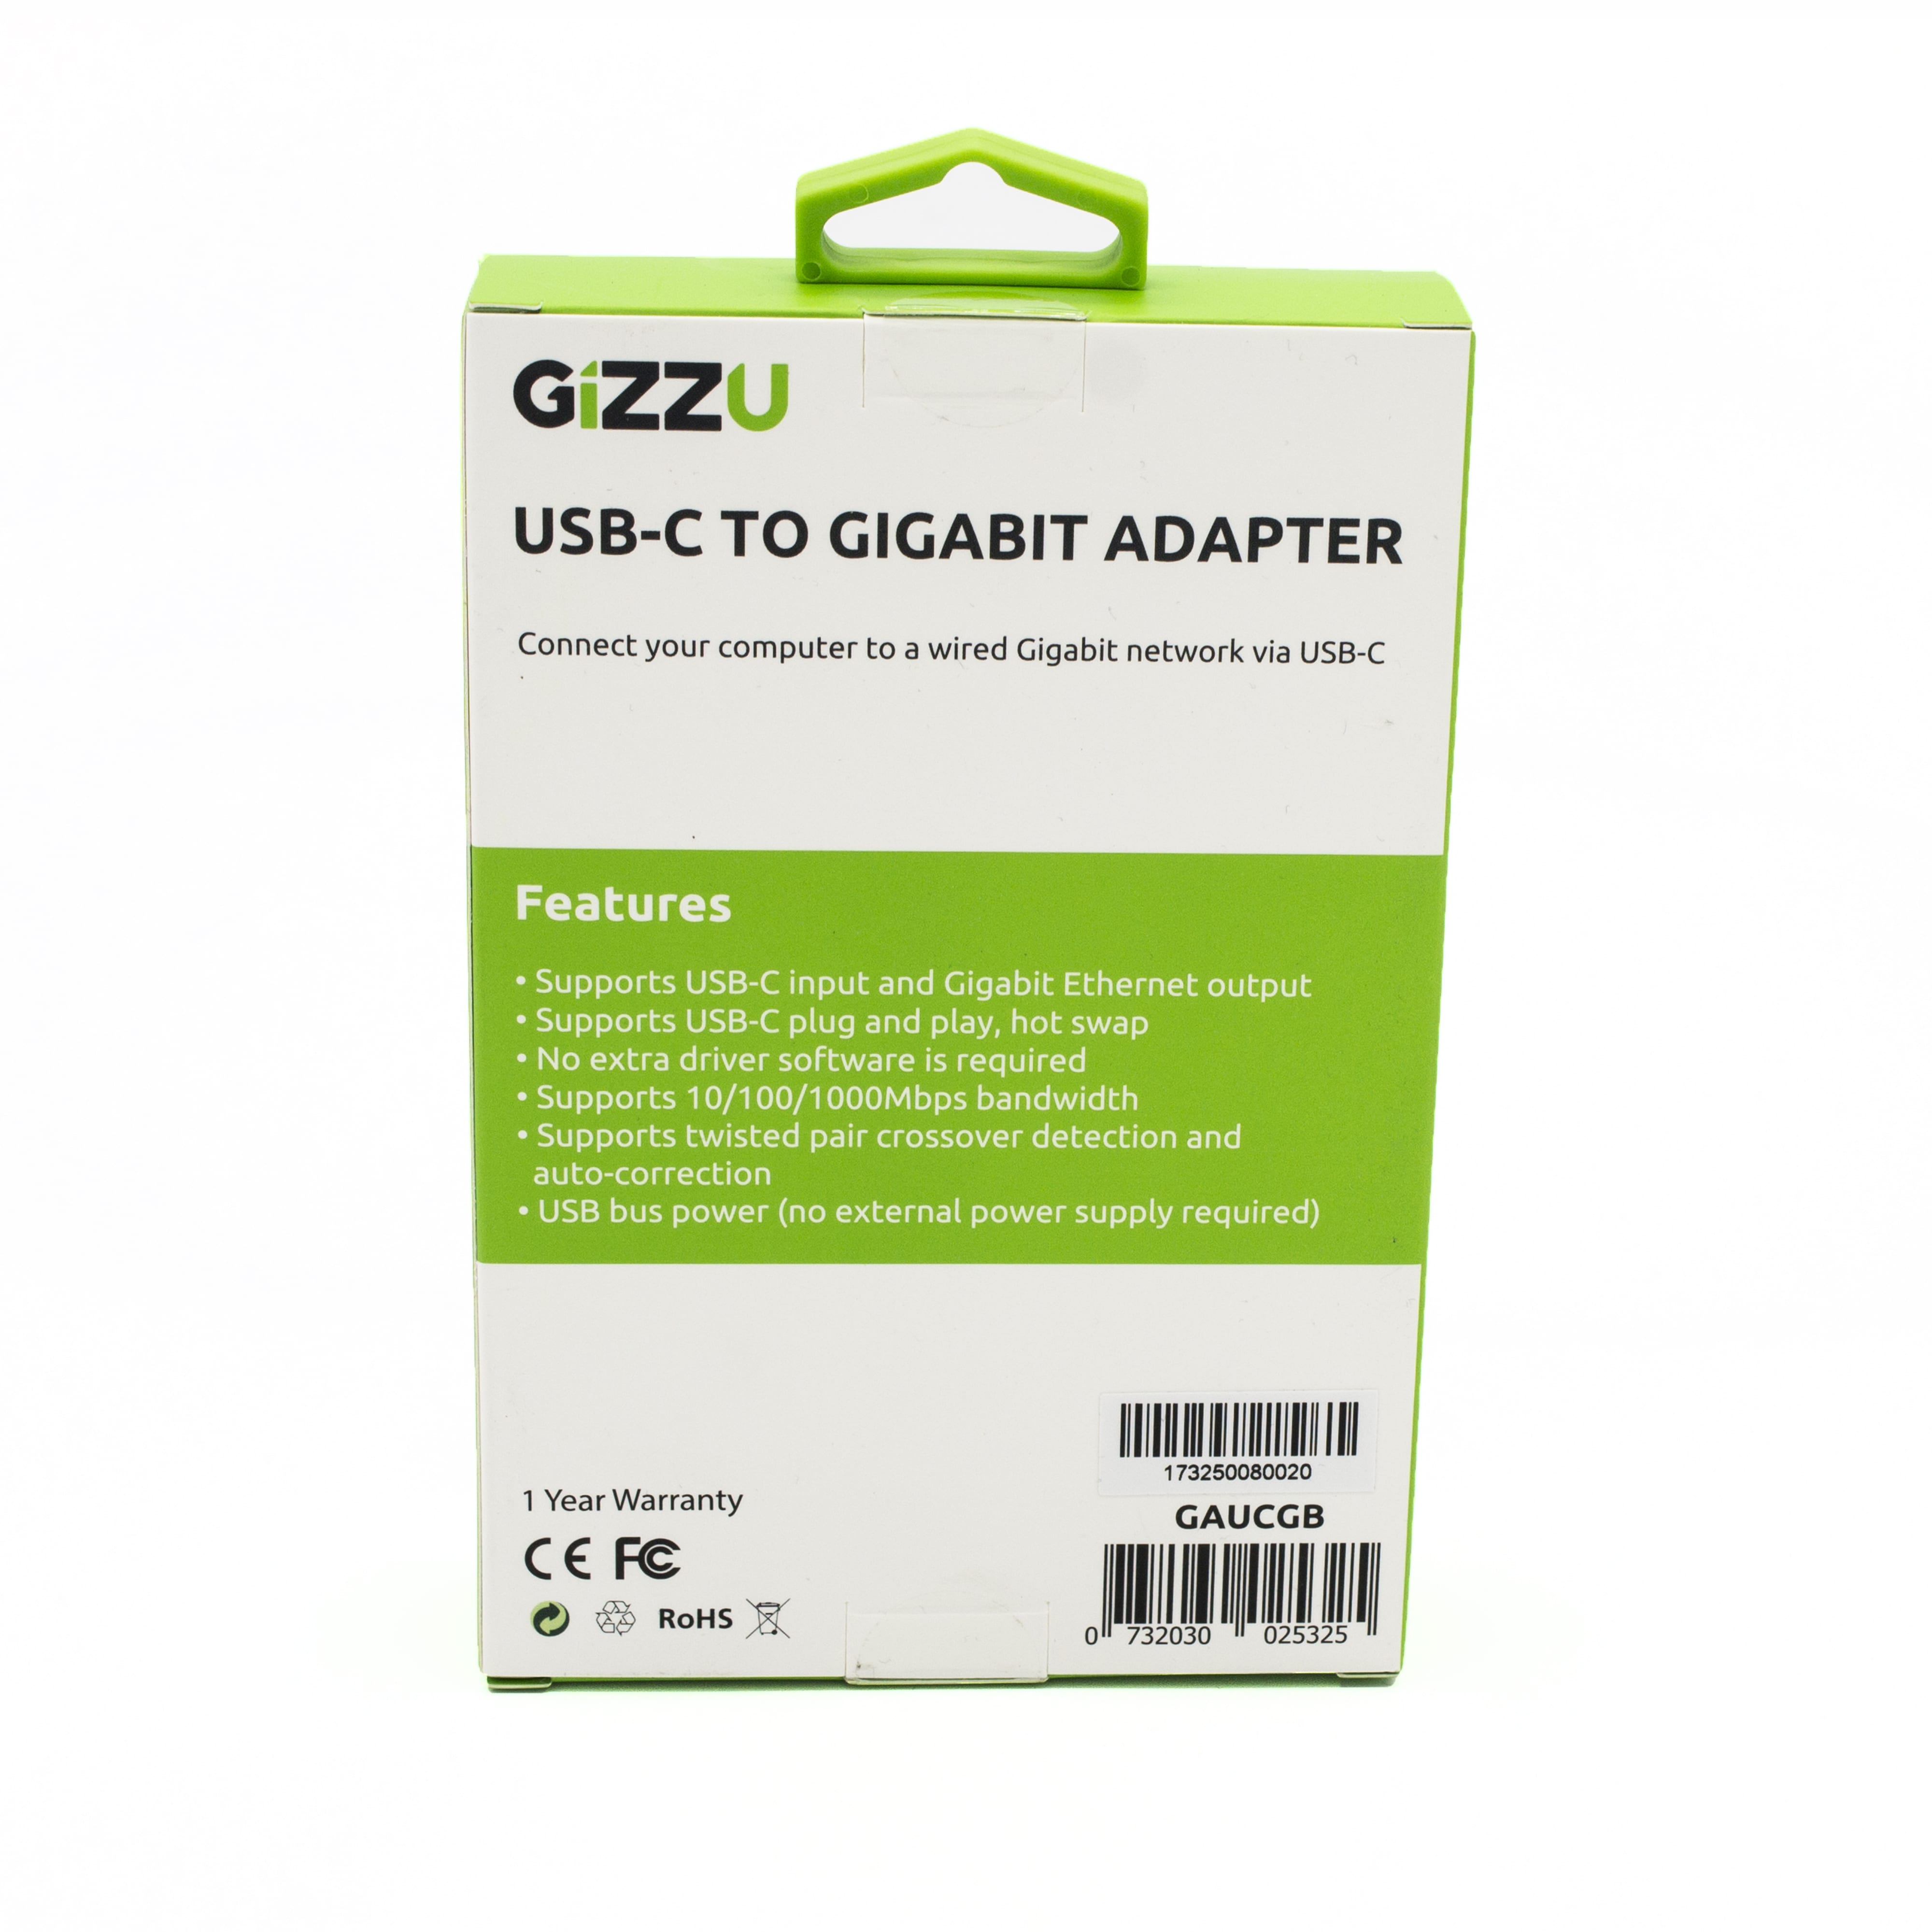 GiZZU
USB-C TO GIGABIT ADAPTER
Connect your computer to a wired Gigabit network via USB-C
Features
• Supports USB-C input and Gigabit Ethernet output
• Supports USB-C plug and play, hot swap
• No extra driver software is required
• Supports 10/100/1000Mbps bandwidth
• Supports twisted pair crossover detection and
auto-correction
• USB bus power (no external power supply required)
173250080020
1 Year Warranty
GAUCGB
CE FC
RoHS
0 732030 025325